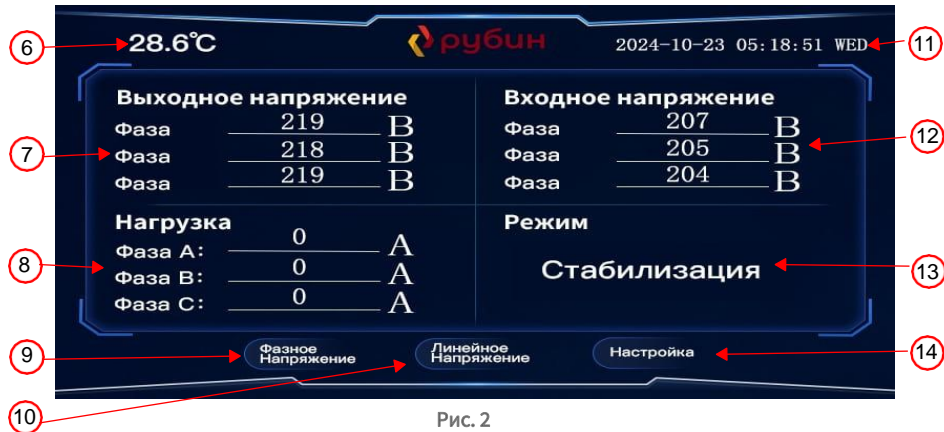 6
28.6℃
рубин
2024-10-23 05:18:51 WED
11
Выходное напряжение
Фаза 219 В
Фаза 218 В
Фаза 219 В
7
Входное напряжение
Фаза 207 В
Фаза 205 В
Фаза 204 В
12
Нагрузка
Фаза А: 0 А
Фаза В: 0 А
Фаза С: 0 А
8
Режим
Стабилизация
13
9
Фазное
Напряжение
Линейное
Напряжение
Настройка
14
10
Рис. 2